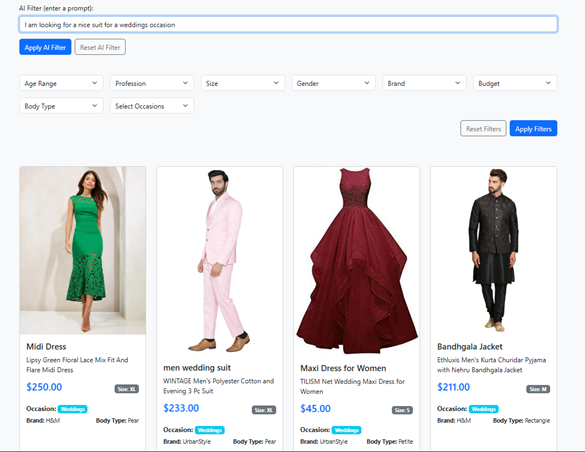 AI Filter (enter a prompt):
I am looking for a nice suit for a weddings occasion
Apply AI Filter Reset AI Filter
Age Range Profession Size Gender Brand Budget
Body Type Select Occasions
Reset Filters Apply Filters
Midi Dress
Lipsy Green Floral Lace Mix Fit And
Flare Midi Dress
$250.00
Size: XL
Occasion: Weddings
Brand: H&M Body Type: Pear
men wedding suit
WINTAGE Men's Polyester Cotton and
Evening 3 Pc Suit
$233.00
Size: XL
Occasion: Weddings
Brand: UrbanStyle Body Type: Pear
Maxi Dress for Women
TILISM Net Wedding Maxi Dress for
Women
$45.00
Size: S
Occasion: Weddings
Brand: UrbanStyle Body Type: Petite
Bandhgala Jacket
Ethluxis Men's Kurta Churidar Pyjama
with Nehru Bandhgala Jacket
$211.00
Size: M
Occasion: Weddings
Brand: H&M Body Type: Rectangle